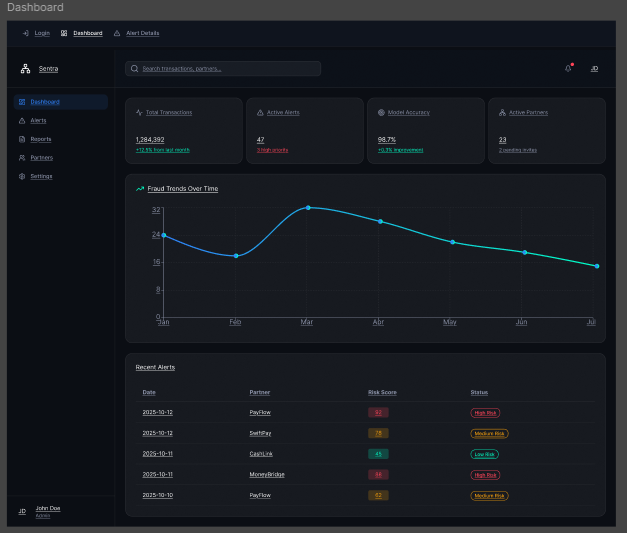 Dashboard
Login Dashboard Alert Details
Sentra
Search transactions, partners...
JD
Dashboard
Alerts
Reports
Partners
Settings
Total Transactions
1,284,392
+12.5% from last month
Active Alerts
47
3 high priority
Model Accuracy
98.7%
+0.3% improvement
Active Partners
23
2 pending invites
Fraud Trends Over Time
32
24
16
8
0
Jan Feb Mar Apr May Jun Jul
Recent Alerts
Date Partner Risk Score Status
2025-10-12 PayFlow 92 High Risk
2025-10-12 SwiftPay 78 Medium Risk
2025-10-11 CashLink 45 Low Risk
2025-10-11 MoneyBridge High Risk
2025-10-10 PayFlow 62 Medium Risk
JD
John Doe
Admin